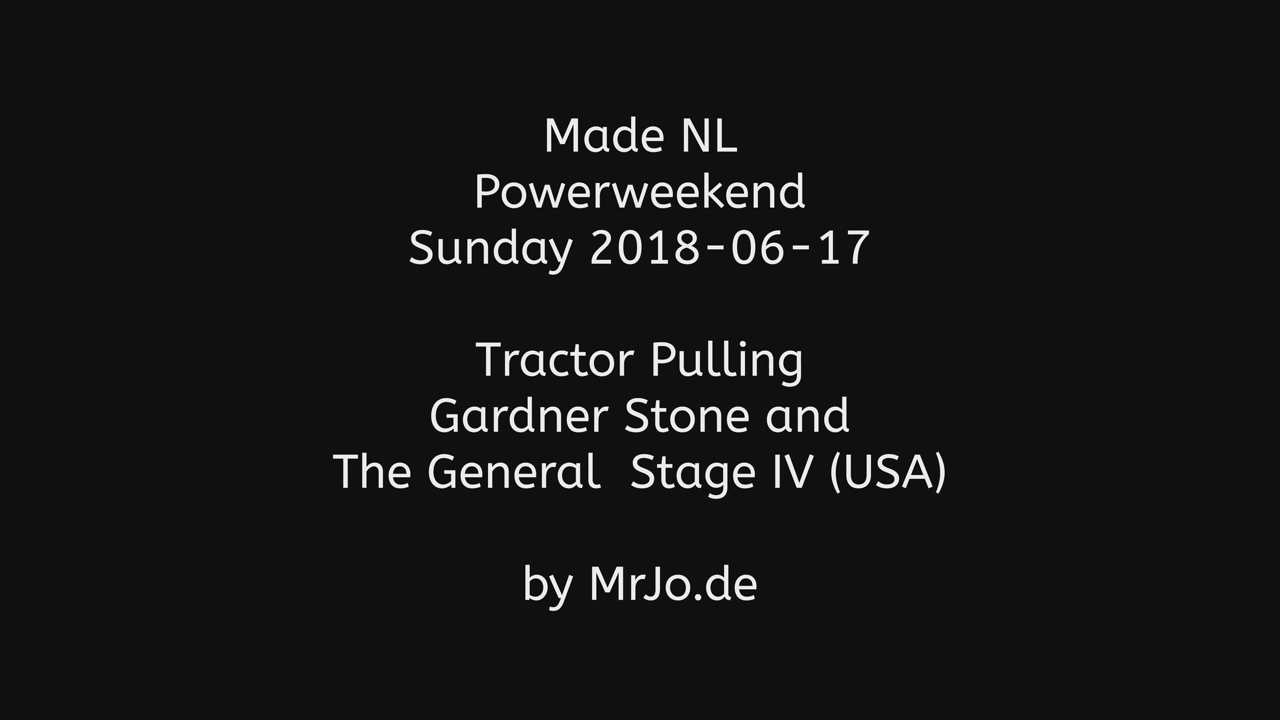 Made NL
Powerweekend
Sunday 2018-06-17
Tractor Pulling
Gardner Stone and
The General  Stage IV (USA)
by MrJo.de